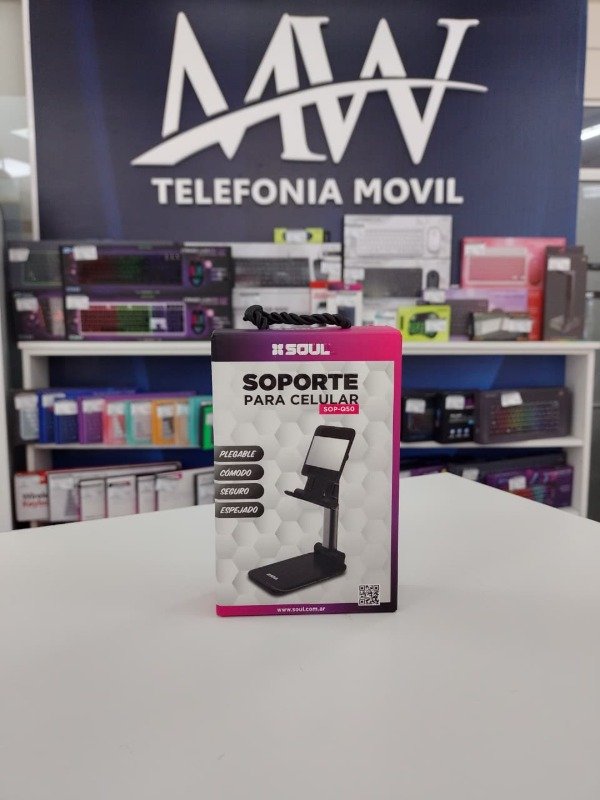 MW
TELEFONIA MOVIL
SOUL
SOPORTE
PARA CELULAR
SOP-Q50
PLEGABLE
CÓMODO
SEGURO
ESPEJADO
www.soul.com.ar